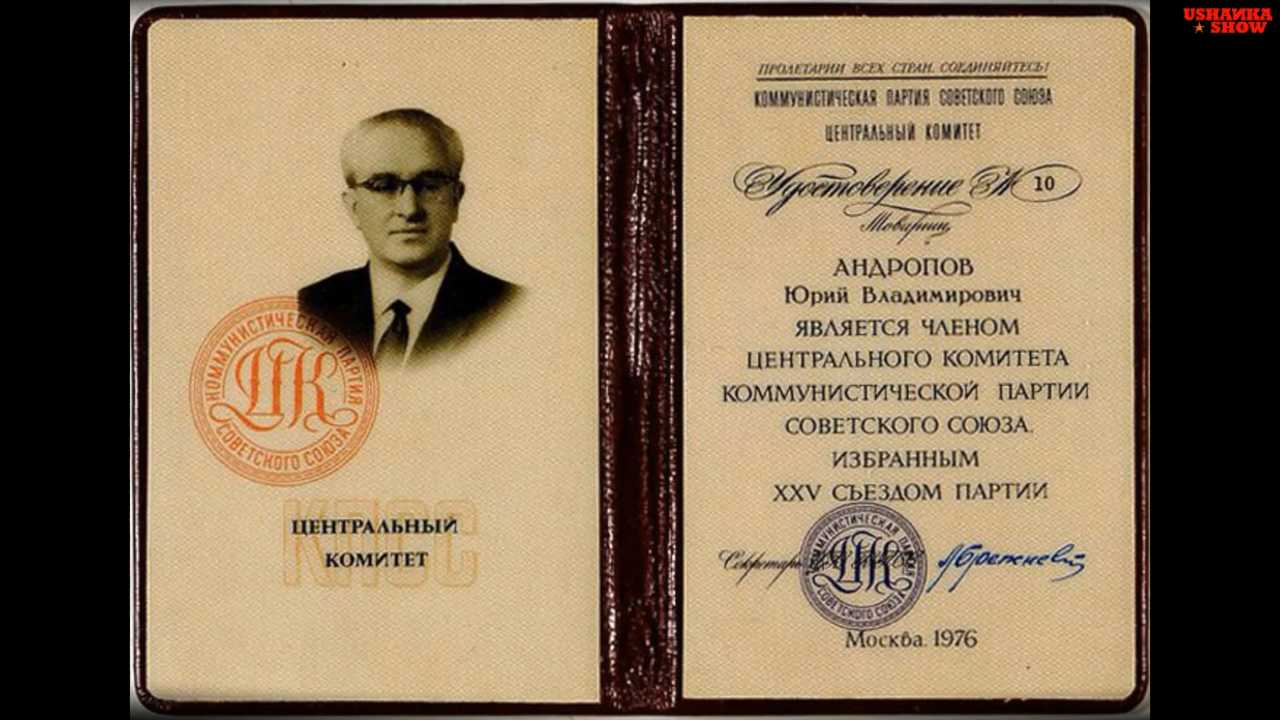 USHANKA
SHOW
КОММУНИСТИЧЕСКАЯ ПАРТИЯ
СОВЕТСКОГО СОЮЗА
ЦК
КПСС
ЦЕНТРАЛЬНЫЙ
КОМИТЕТ
ПРОЛЕТАРИИ ВСЕХ СТРАН, СОЕДИНЯЙТЕСЬ!
КОММУНИСТИЧЕСКАЯ ПАРТИЯ СОВЕТСКОГО СОЮЗА
ЦЕНТРАЛЬНЫЙ КОМИТЕТ
Удостоверение № 10
Товарищ
АНДРОПОВ
Юрий Владимирович
ЯВЛЯЕТСЯ ЧЛЕНОМ
ЦЕНТРАЛЬНОГО КОМИТЕТА
КОММУНИСТИЧЕСКОЙ ПАРТИИ
СОВЕТСКОГО СОЮЗА,
ИЗБРАННЫМ
XXV СЪЕЗДОМ ПАРТИИ
КОММУНИСТИЧЕСКАЯ ПАРТИЯ
СОВЕТСКОГО СОЮЗА
ЦК
Секретарь
Москва, 1976